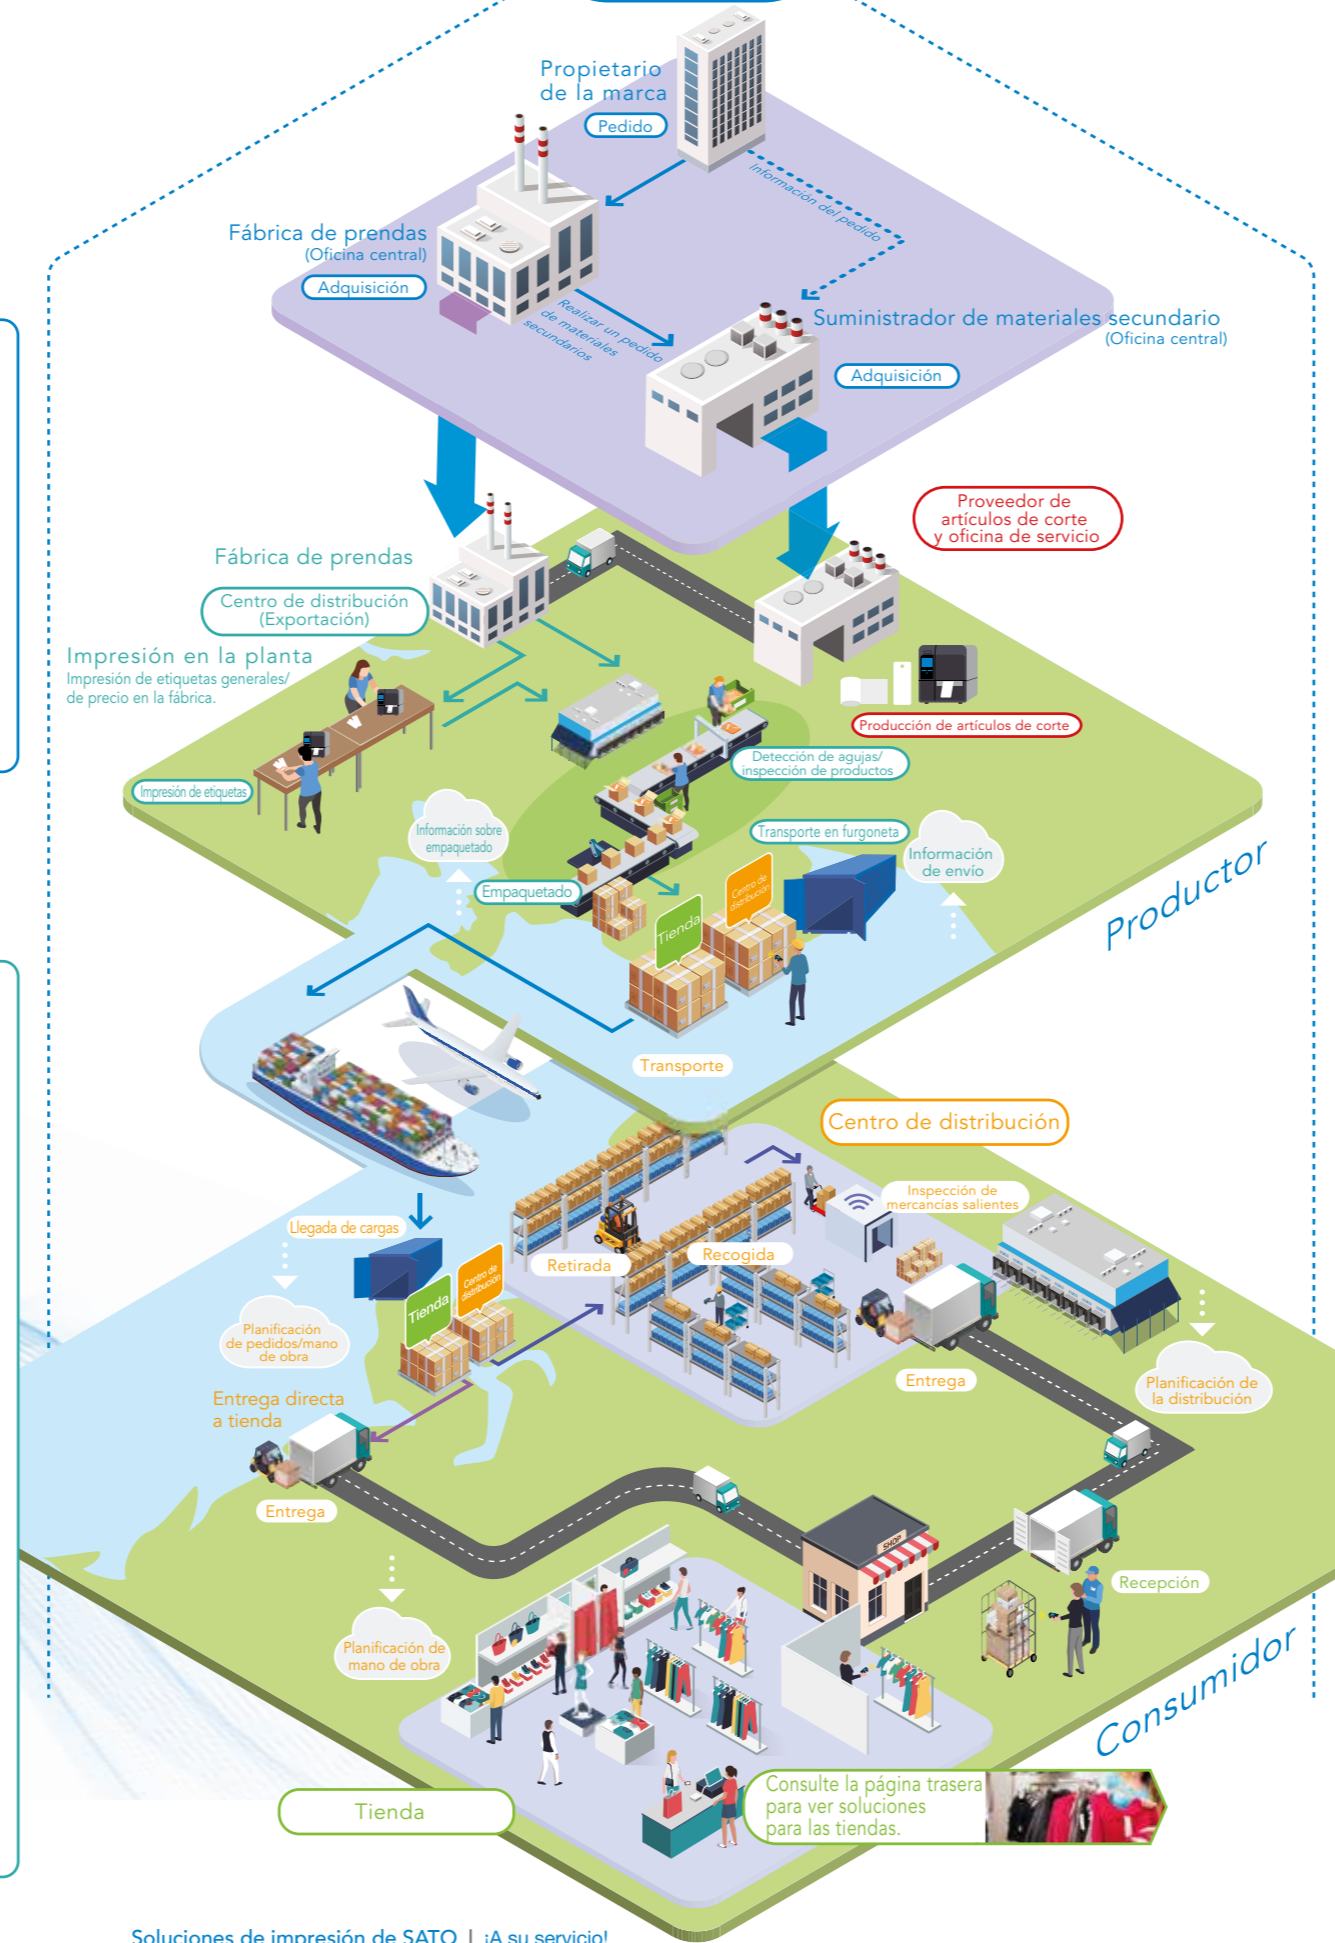 Propietario
de la marca
Pedido
Información del pedido
Fábrica de prendas
(Oficina central)
Adquisición
Realizar un pedido
de materiales
secundarios
Suministrador de materiales secundario
(Oficina central)
Adquisición
Proveedor de
artículos de corte
y oficina de servicio
Fábrica de prendas
Centro de distribución
(Exportación)
Impresión en la planta
Impresión de etiquetas generales/
de precio en la fábrica.
Producción de artículos de corte
Detección de agujas/
inspección de productos
Impresión de etiquetas
Información sobre
empaquetado
Transporte en furgoneta
Información
de envío
Empaquetado
Centro de
distribución
Tienda
Productor
Transporte
Centro de distribución
Inspección de
mercancías salientes
Llegada de cargas
Retirada
Recogida
Centro de
distribución
Tienda
Planificación
de pedidos/mano
de obra
Entrega
Planificación de
la distribución
Entrega directa
a tienda
Entrega
SHOP
Recepción
Planificación de
mano de obra
Consumidor
Tienda
Consulte la página trasera
para ver soluciones
para las tiendas.
Soluciones de impresión de SATO | ¡A su servicio!